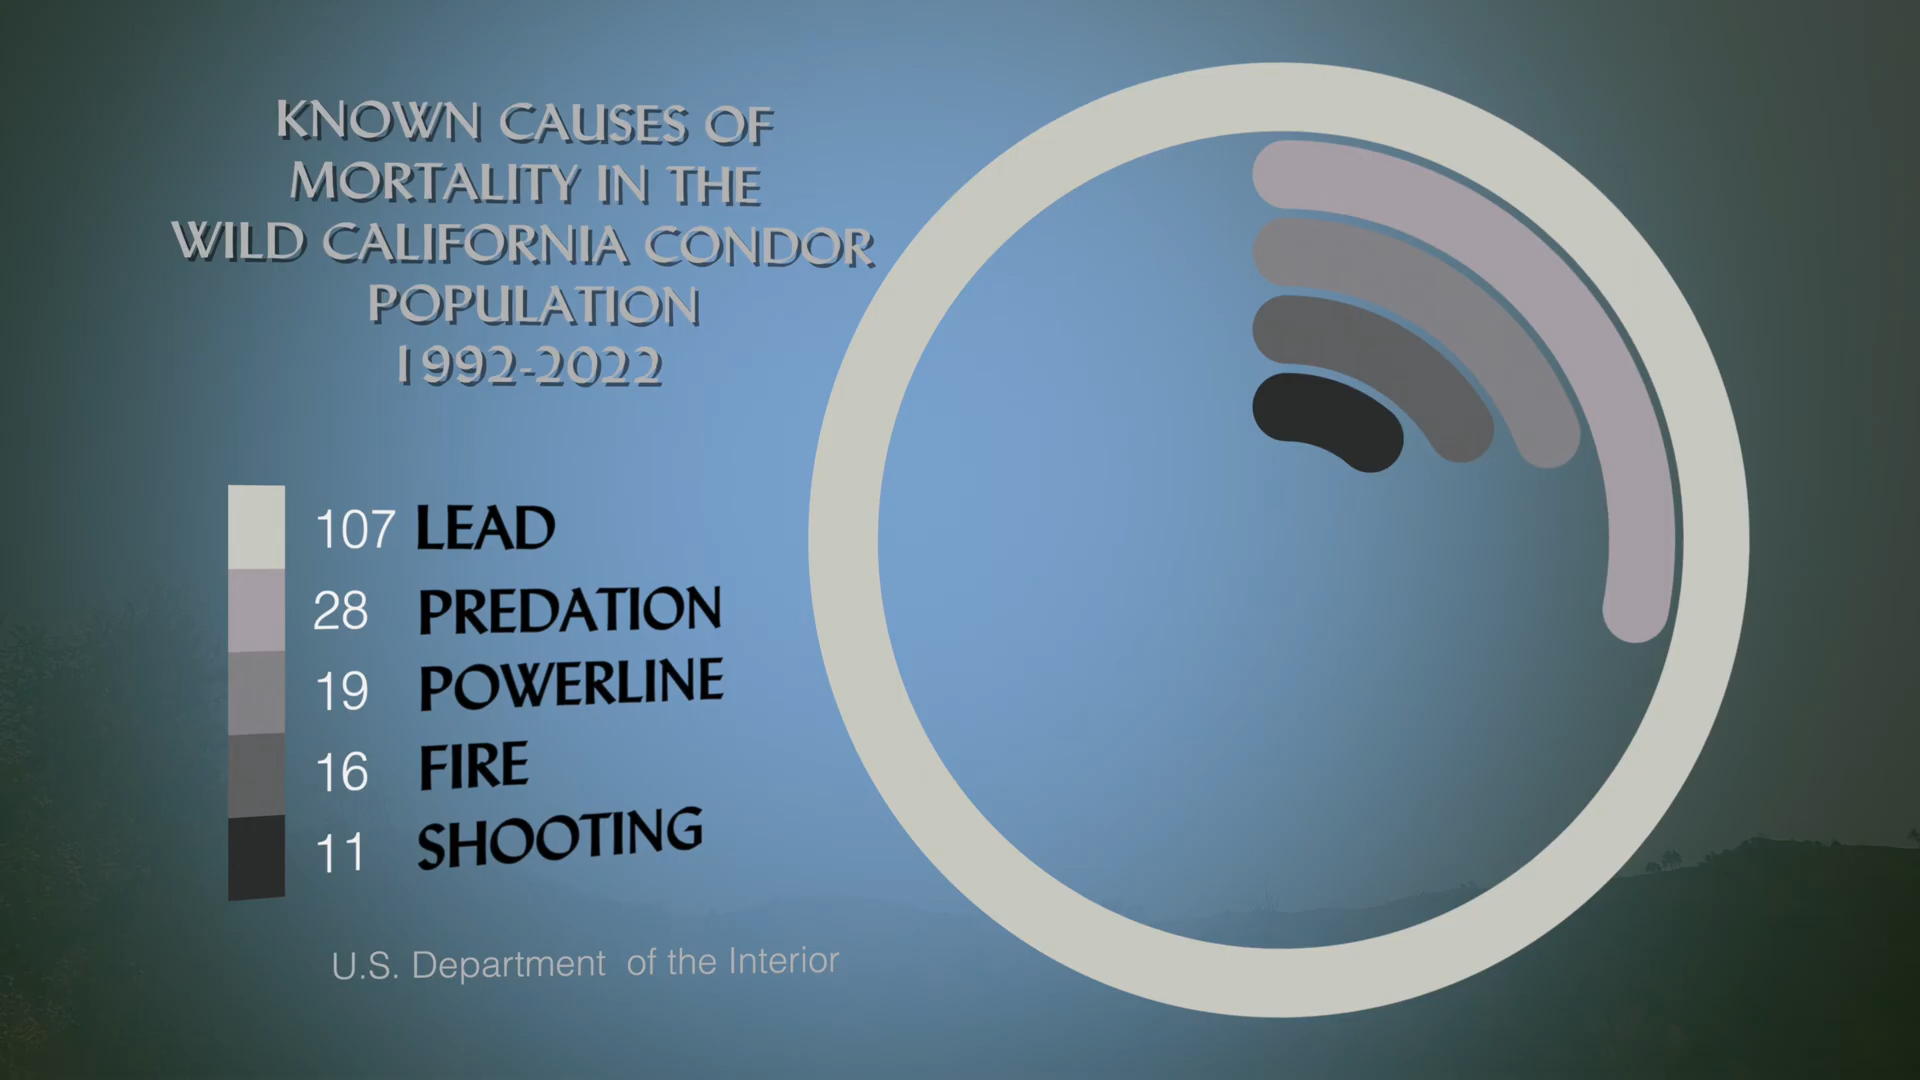 KNOWN CAUSES OF
MORTALITY IN THE
WILD CALIFORNIA CONDOR
POPULATION
1992-2022
107 LEAD
28 PREDATION
19 POWERLINE
16 FIRE
11 SHOOTING
U.S. Department of the Interior